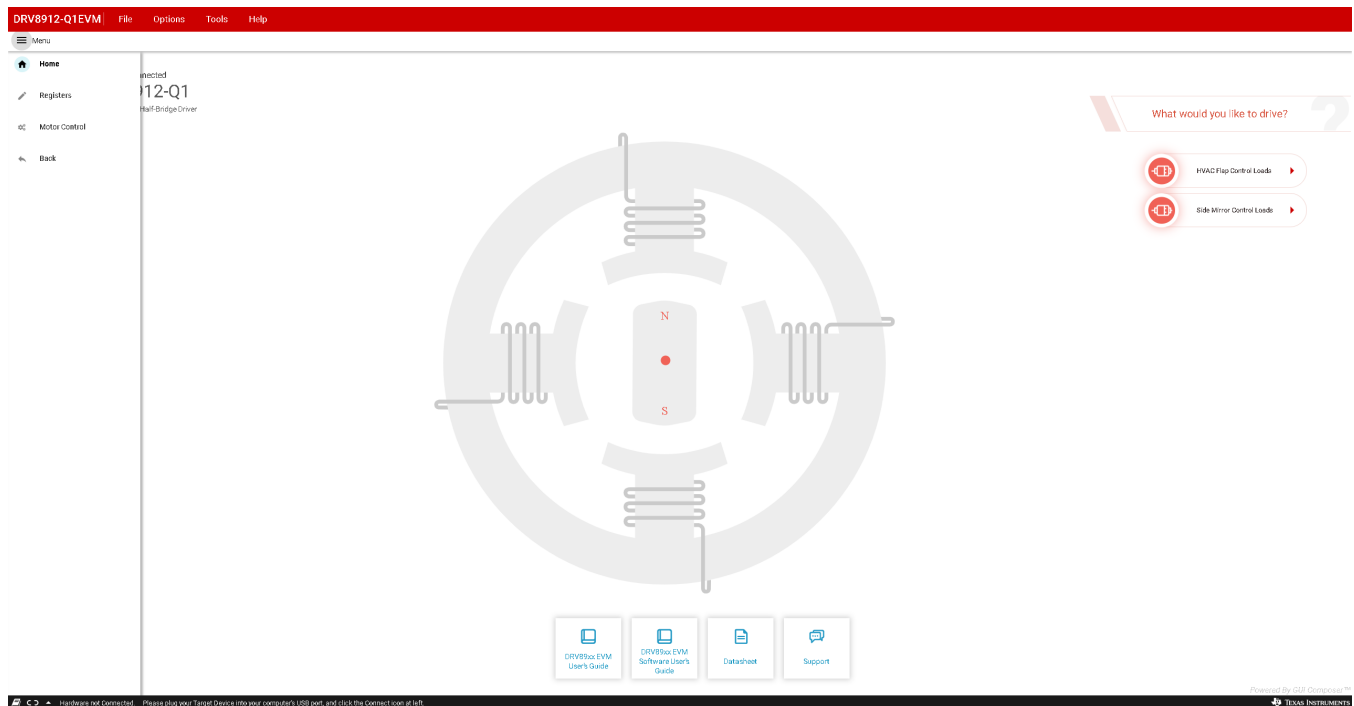 DRV8912-Q1EVM File Options Tools Help
Menu
Home
Registers
Motor Control
Back
nnected
912-Q1
Half-Bridge Driver
What would you like to drive?
?
HVAC Flap Control Loads
Side Mirror Control Loads
N
S
DRV89xx EVM
User's Guide
DRV89xx EVM
Software User's
Guide
Datasheet
Support
Powered By GUI Composer™
Hardware not Connected. Please plug your Target Device into your computer's USB port, and click the Connect icon at left.
TEXAS INSTRUMENTS